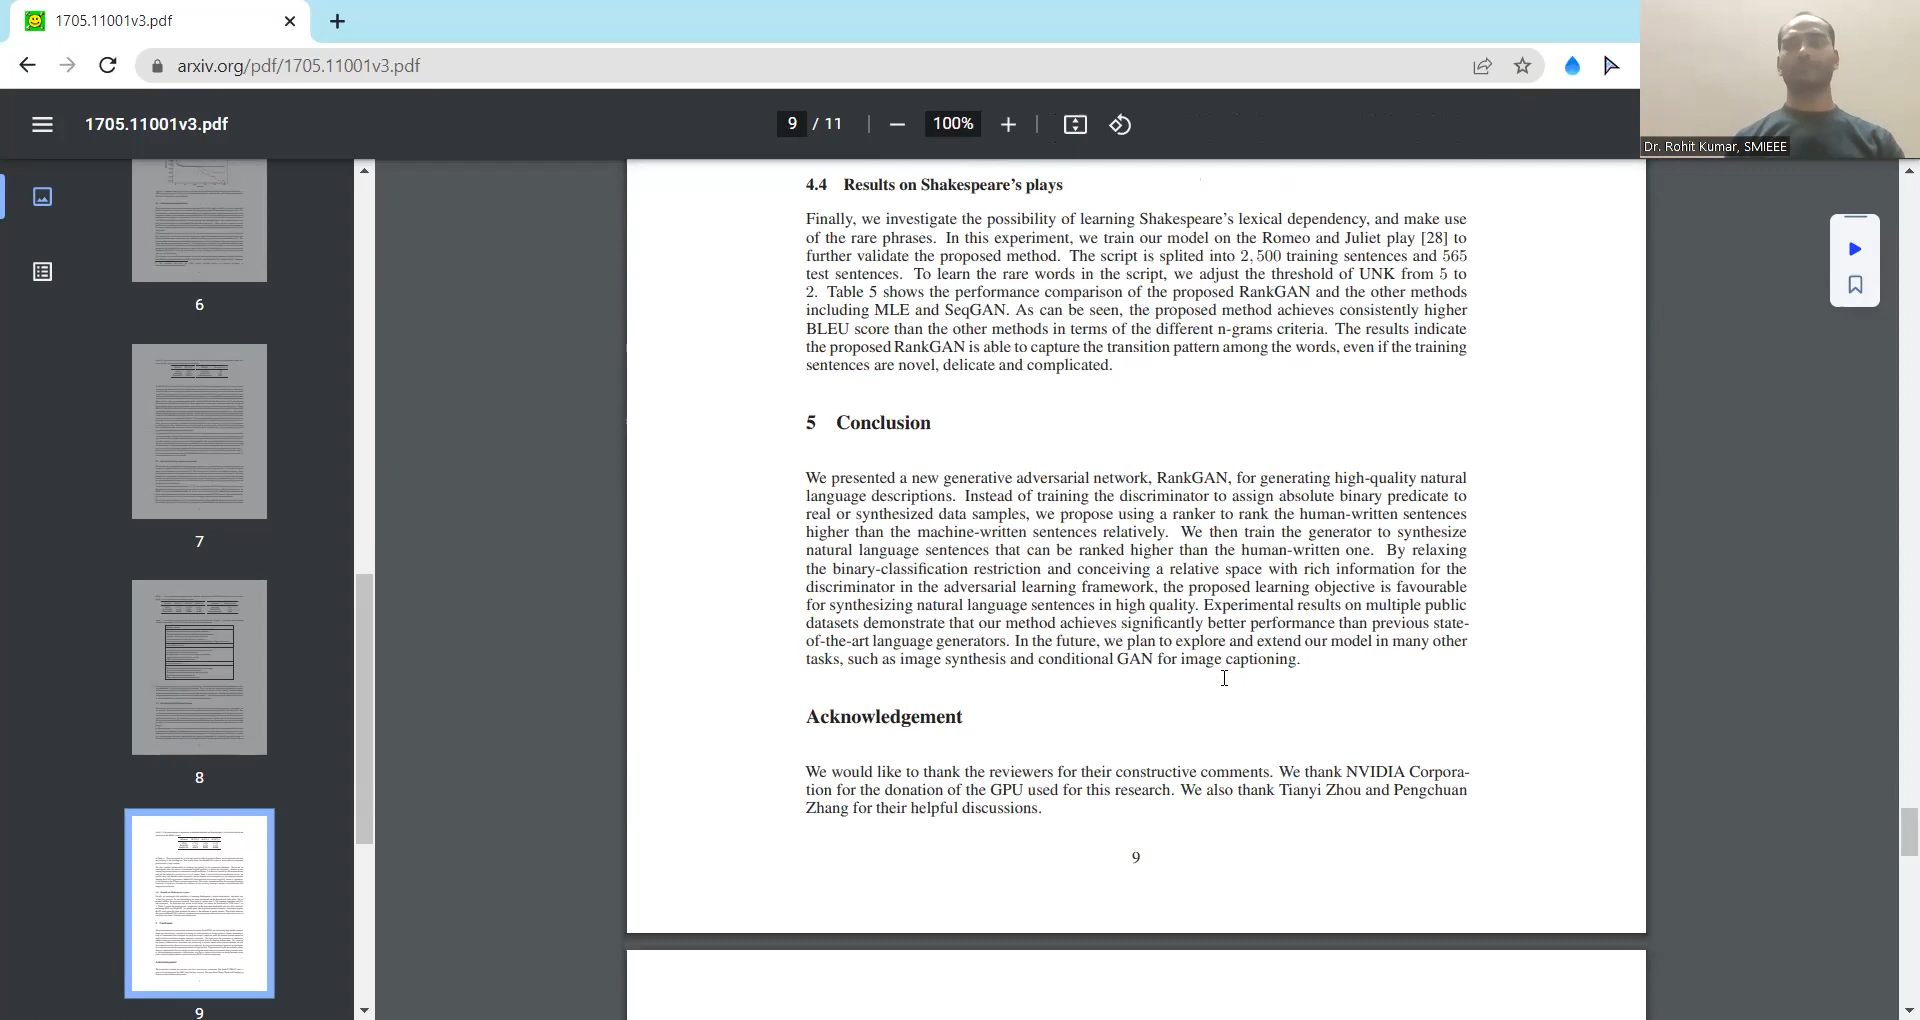 1705.11001v3.pdf
arxiv.org/pdf/1705.11001v3.pdf
Dr. Rohit Kumar, SMIEEE
1705.11001v3.pdf
9 / 11
100%
6
7
8
9
4.4 Results on Shakespeare's plays
Finally, we investigate the possibility of learning Shakespeare's lexical dependency, and make use
of the rare phrases. In this experiment, we train our model on the Romeo and Juliet play [28] to
further validate the proposed method. The script is splited into 2, 500 training sentences and 565
test sentences. To learn the rare words in the script, we adjust the threshold of UNK from 5 to
2. Table 5 shows the performance comparison of the proposed RankGAN and the other methods
including MLE and SeqGAN. As can be seen, the proposed method achieves consistently higher
BLEU score than the other methods in terms of the different n-grams criteria. The results indicate
the proposed RankGAN is able to capture the transition pattern among the words, even if the training
sentences are novel, delicate and complicated.
5 Conclusion
We presented a new generative adversarial network, RankGAN, for generating high-quality natural
language descriptions. Instead of training the discriminator to assign absolute binary predicate to
real or synthesized data samples, we propose using a ranker to rank the human-written sentences
higher than the machine-written sentences relatively. We then train the generator to synthesize
natural language sentences that can be ranked higher than the human-written one. By relaxing
the binary-classification restriction and conceiving a relative space with rich information for the
discriminator in the adversarial learning framework, the proposed learning objective is favourable
for synthesizing natural language sentences in high quality. Experimental results on multiple public
datasets demonstrate that our method achieves significantly better performance than previous state-
of-the-art language generators. In the future, we plan to explore and extend our model in many other
tasks, such as image synthesis and conditional GAN for image captioning.
Acknowledgement
We would like to thank the reviewers for their constructive comments. We thank NVIDIA Corpora-
tion for the donation of the GPU used for this research. We also thank Tianyi Zhou and Pengchuan
Zhang for their helpful discussions.
9